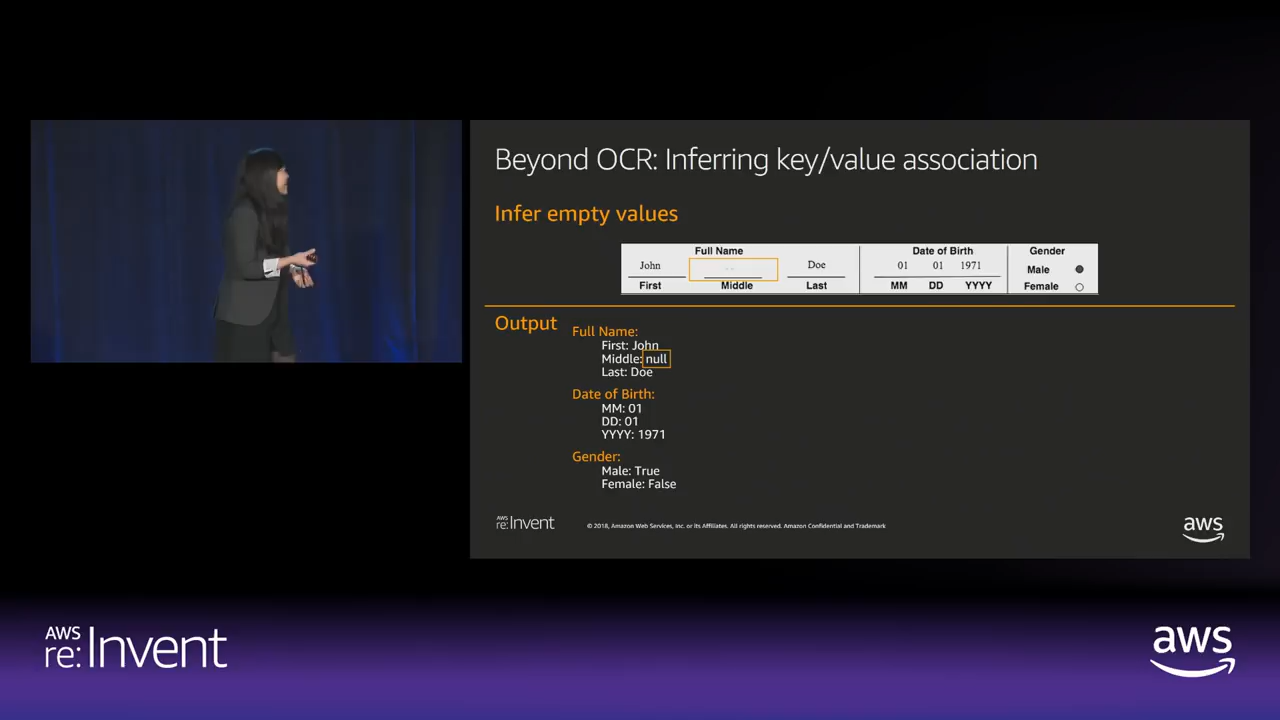 Beyond OCR: Inferring key/value association
Infer empty values
Full Name Date of Birth Gender
John -- Doe 01 01 1971 Male
First Middle Last MM DD YYYY Female
Output
Full Name:
First: John
Middle: null
Last: Doe
Date of Birth:
MM: 01
DD: 01
YYYY: 1971
Gender:
Male: True
Female: False
AWS
re:Invent
© 2018, Amazon Web Services, Inc. or its Affiliates. All rights reserved. Amazon Confidential and Trademark
aws
AWS
re:Invent
aws